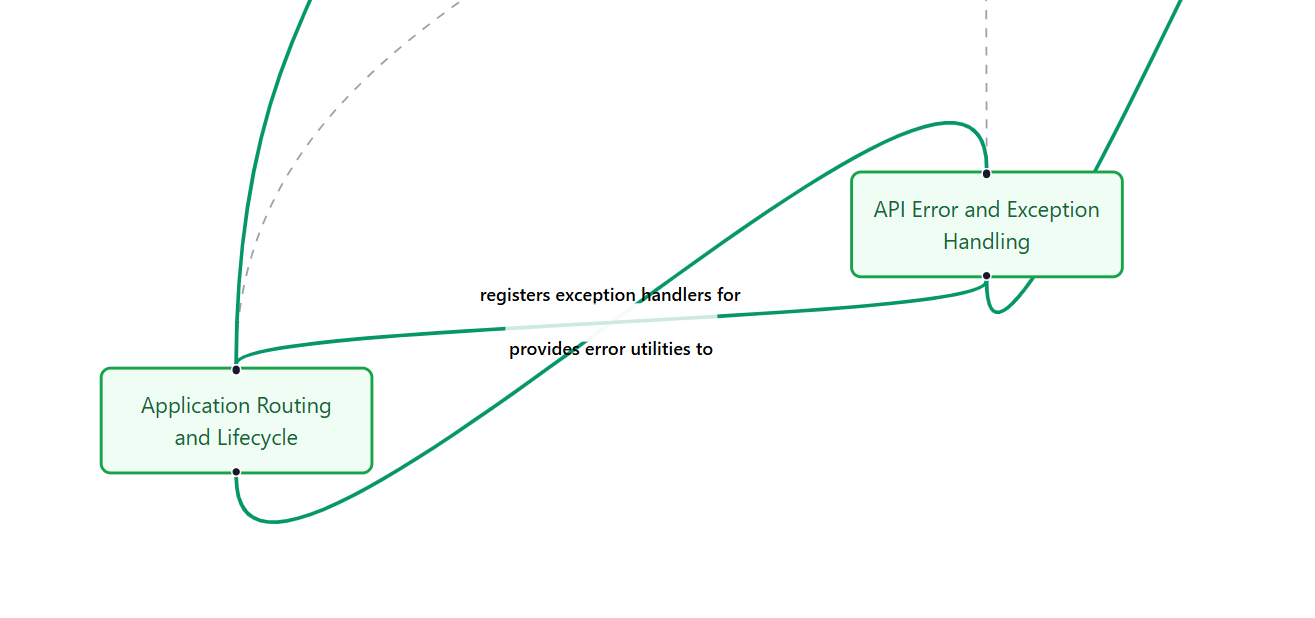 API Error and Exception
Handling
registers exception handlers for
provides error utilities to
Application Routing
and Lifecycle